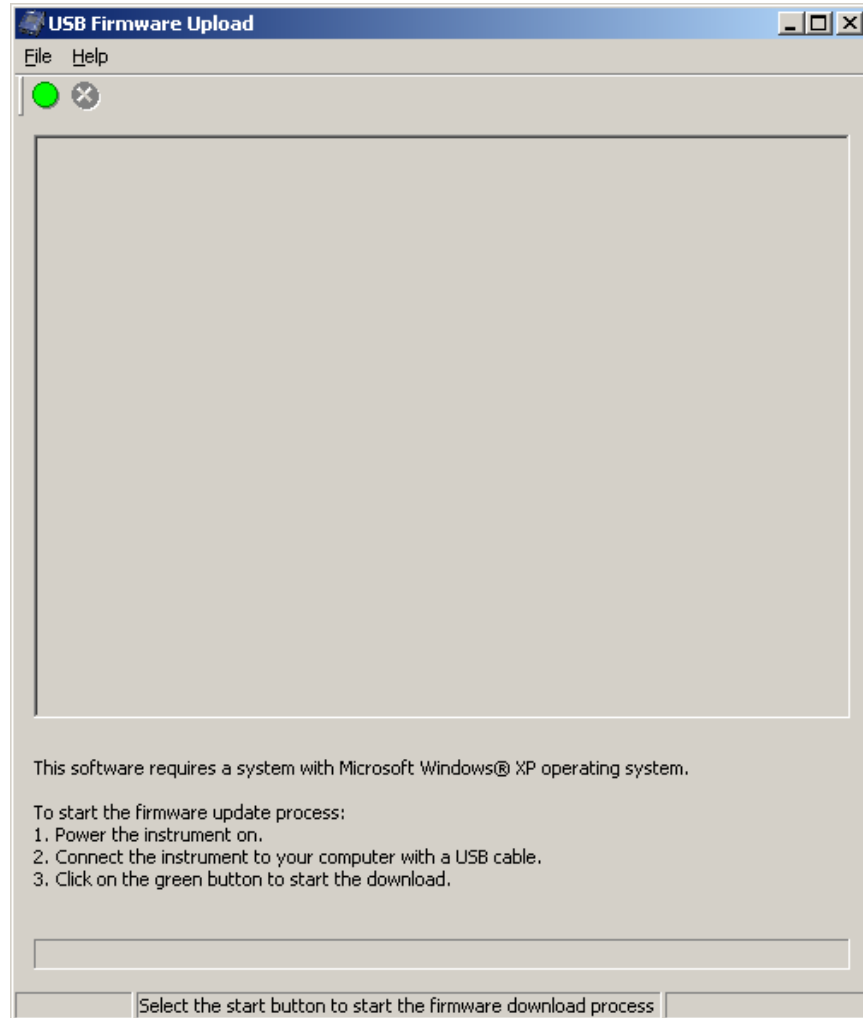 USB Firmware Upload
File Help
This software requires a system with Microsoft Windows® XP operating system.
To start the firmware update process:
1. Power the instrument on.
2. Connect the instrument to your computer with a USB cable.
3. Click on the green button to start the download.
Select the start button to start the firmware download process